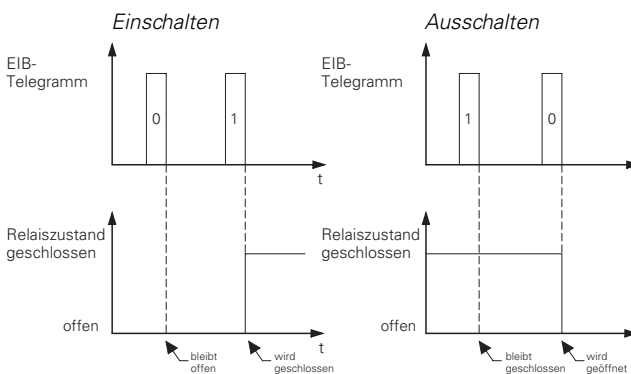 Einschalten
EIB-
Telegramm
0
1
t
Relaiszustand
geschlossen
offen
bleibt
offen
wird
geschlossen
t
Ausschalten
EIB-
Telegramm
1
0
Relaiszustand
geschlossen
offen
bleibt
geschlossen
wird
geöffnet